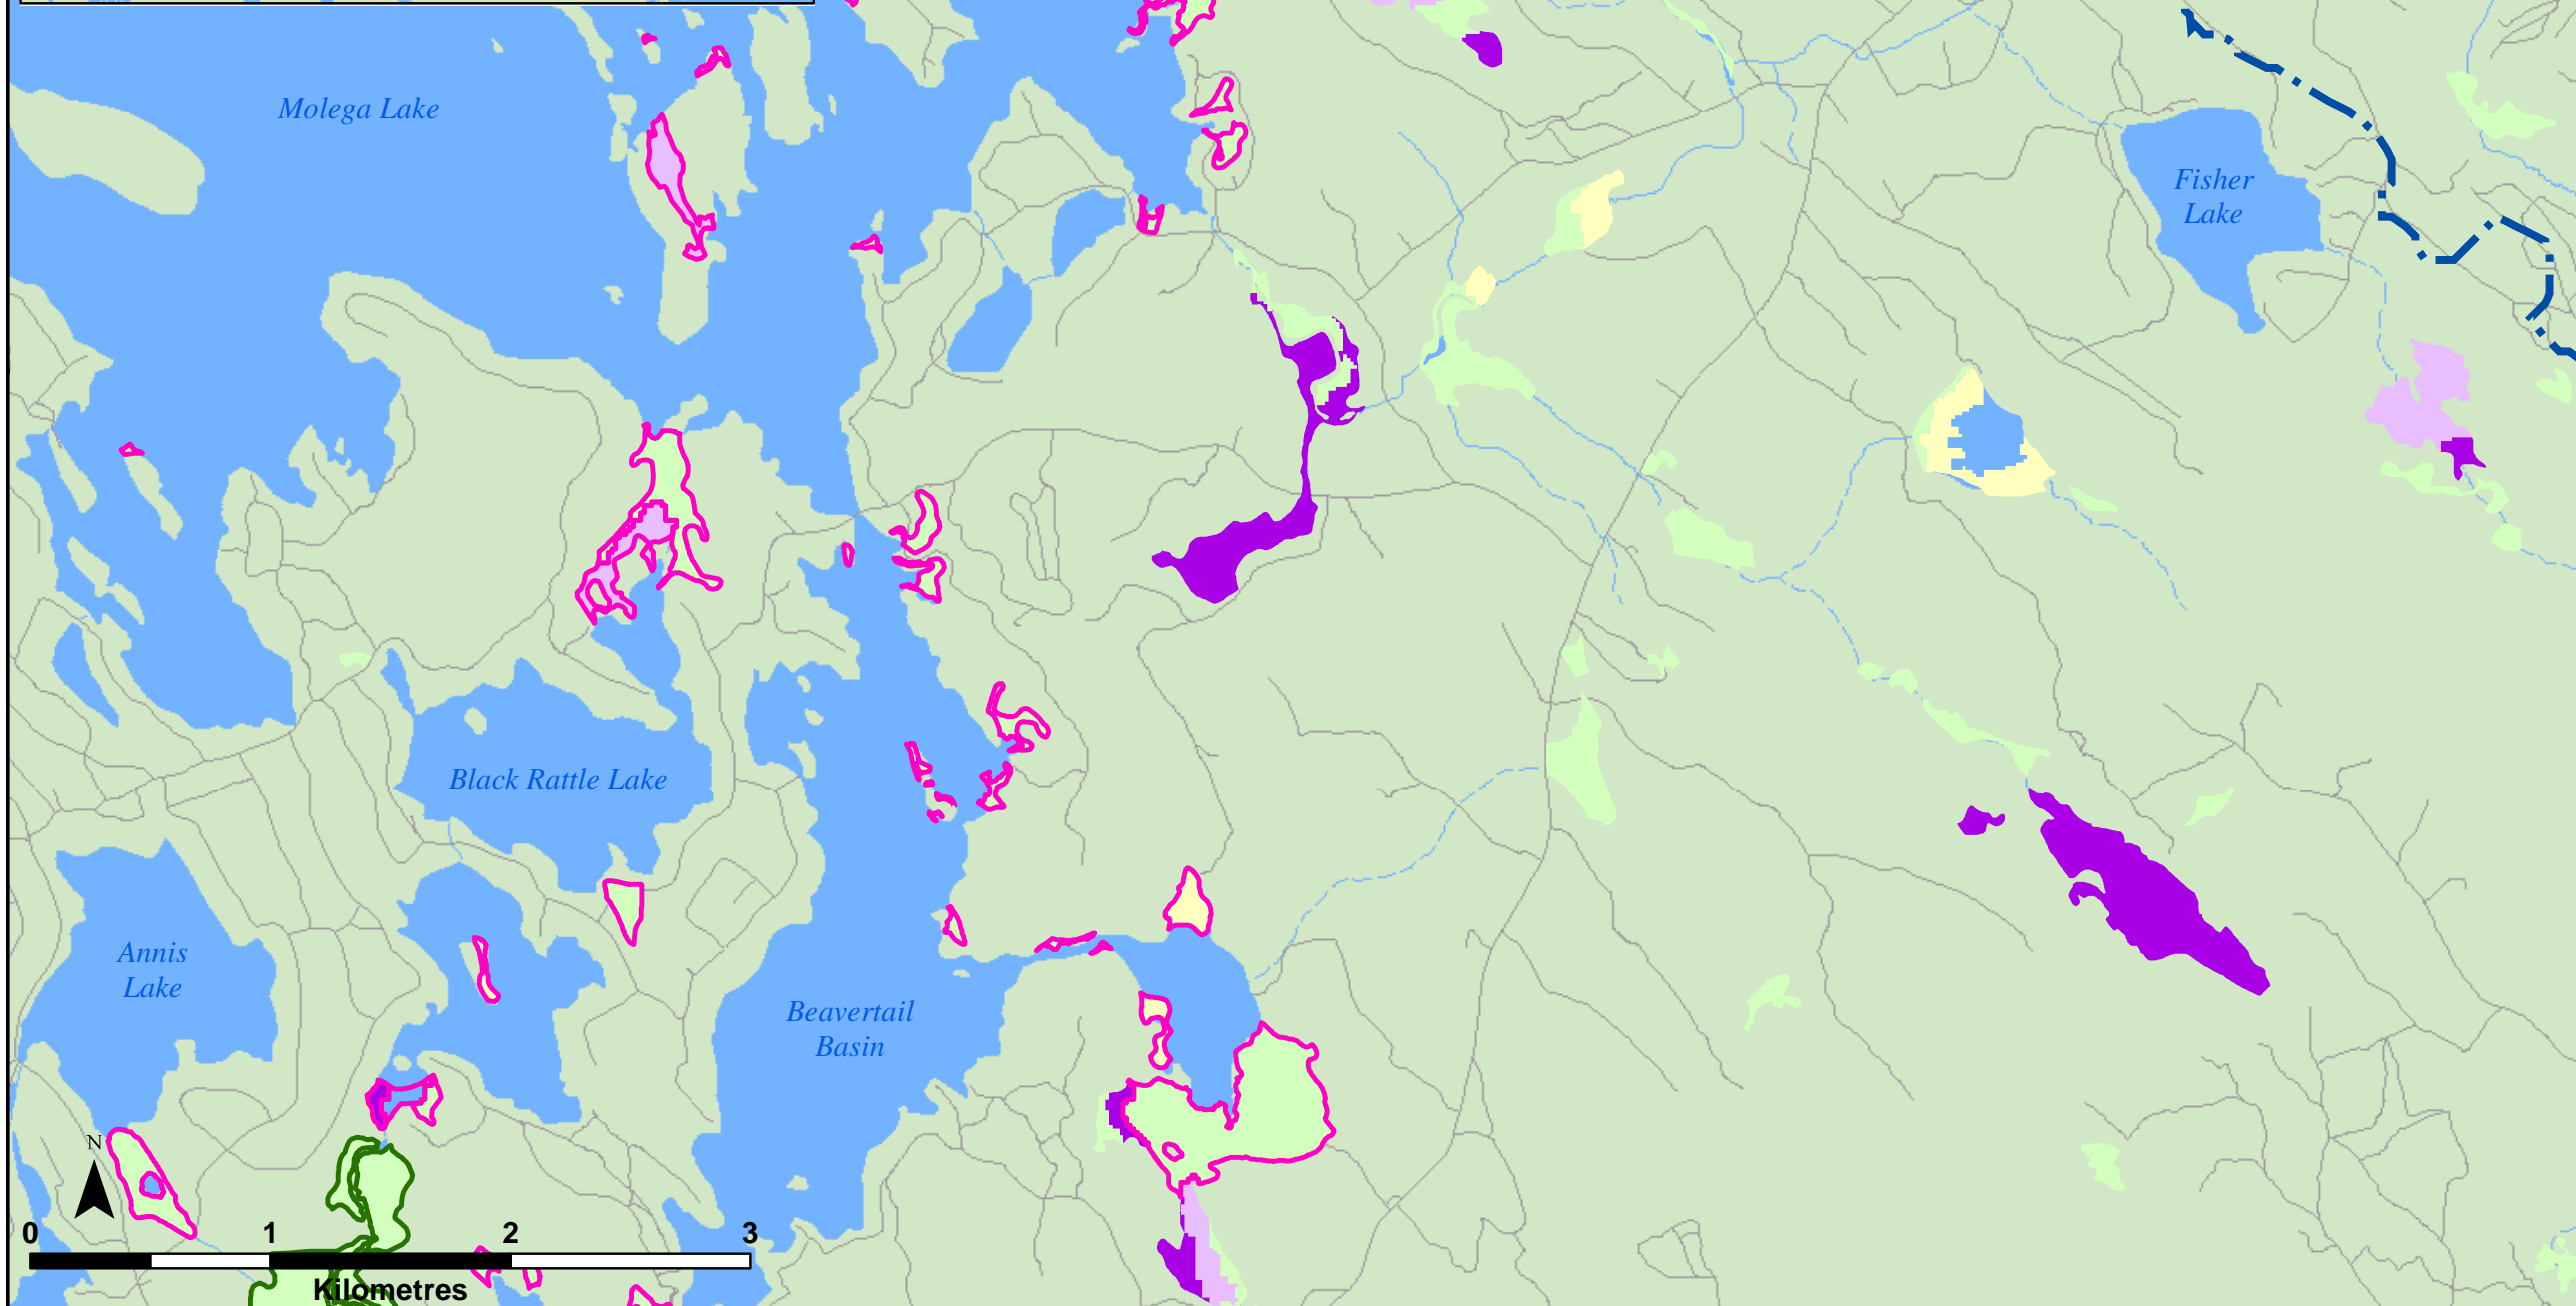 Molega Lake
Fisher
Lake
Black Rattle Lake
Annis
Lake
Beavertail
Basin
N
0 1 2 3
Kilometres